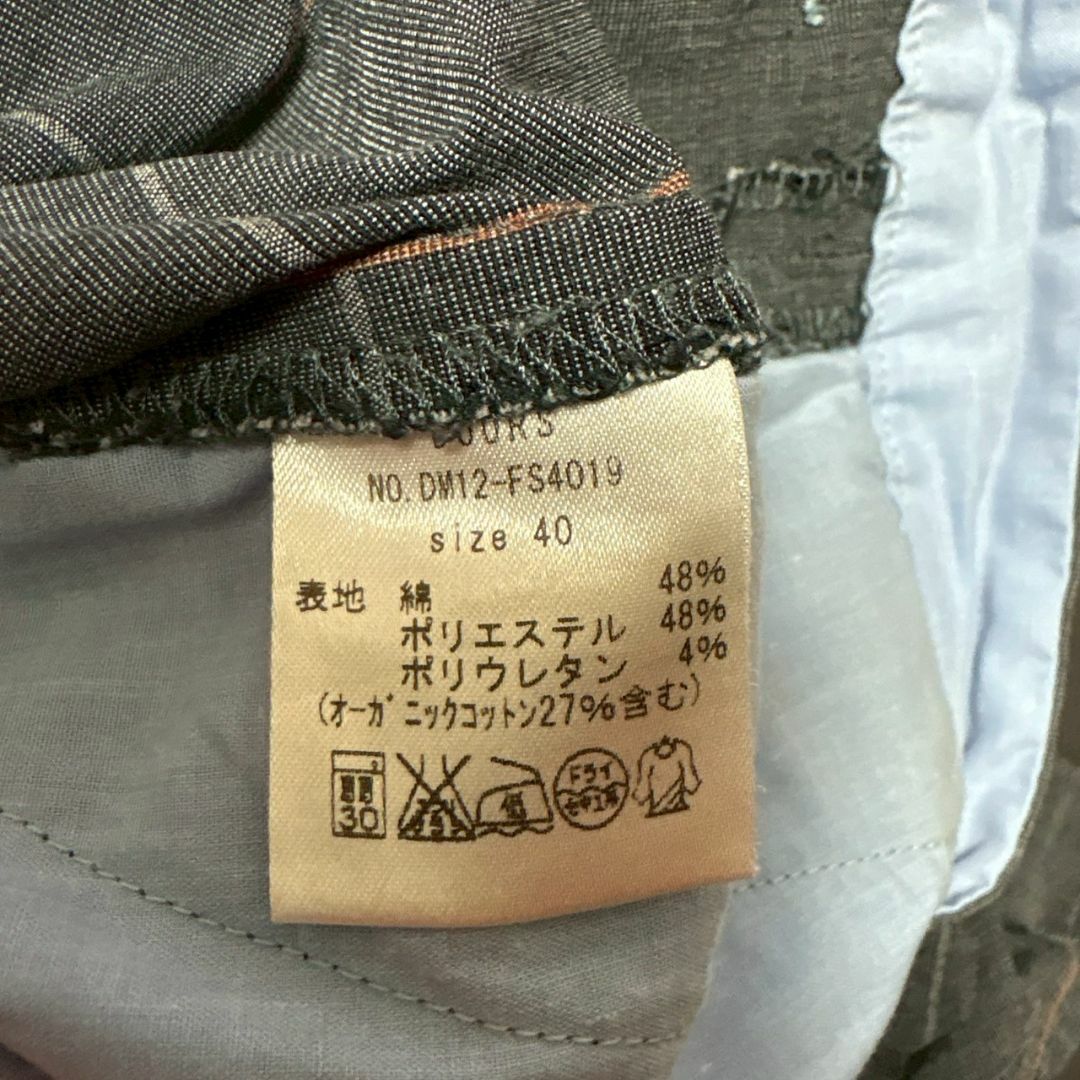 DOORS
NO. DM12-FS4019
size 40
表地 綿 48%
ポリエステル 48%
ポリウレタン 4%
(オーガニックコットン27%含む)
30
低
ドライ